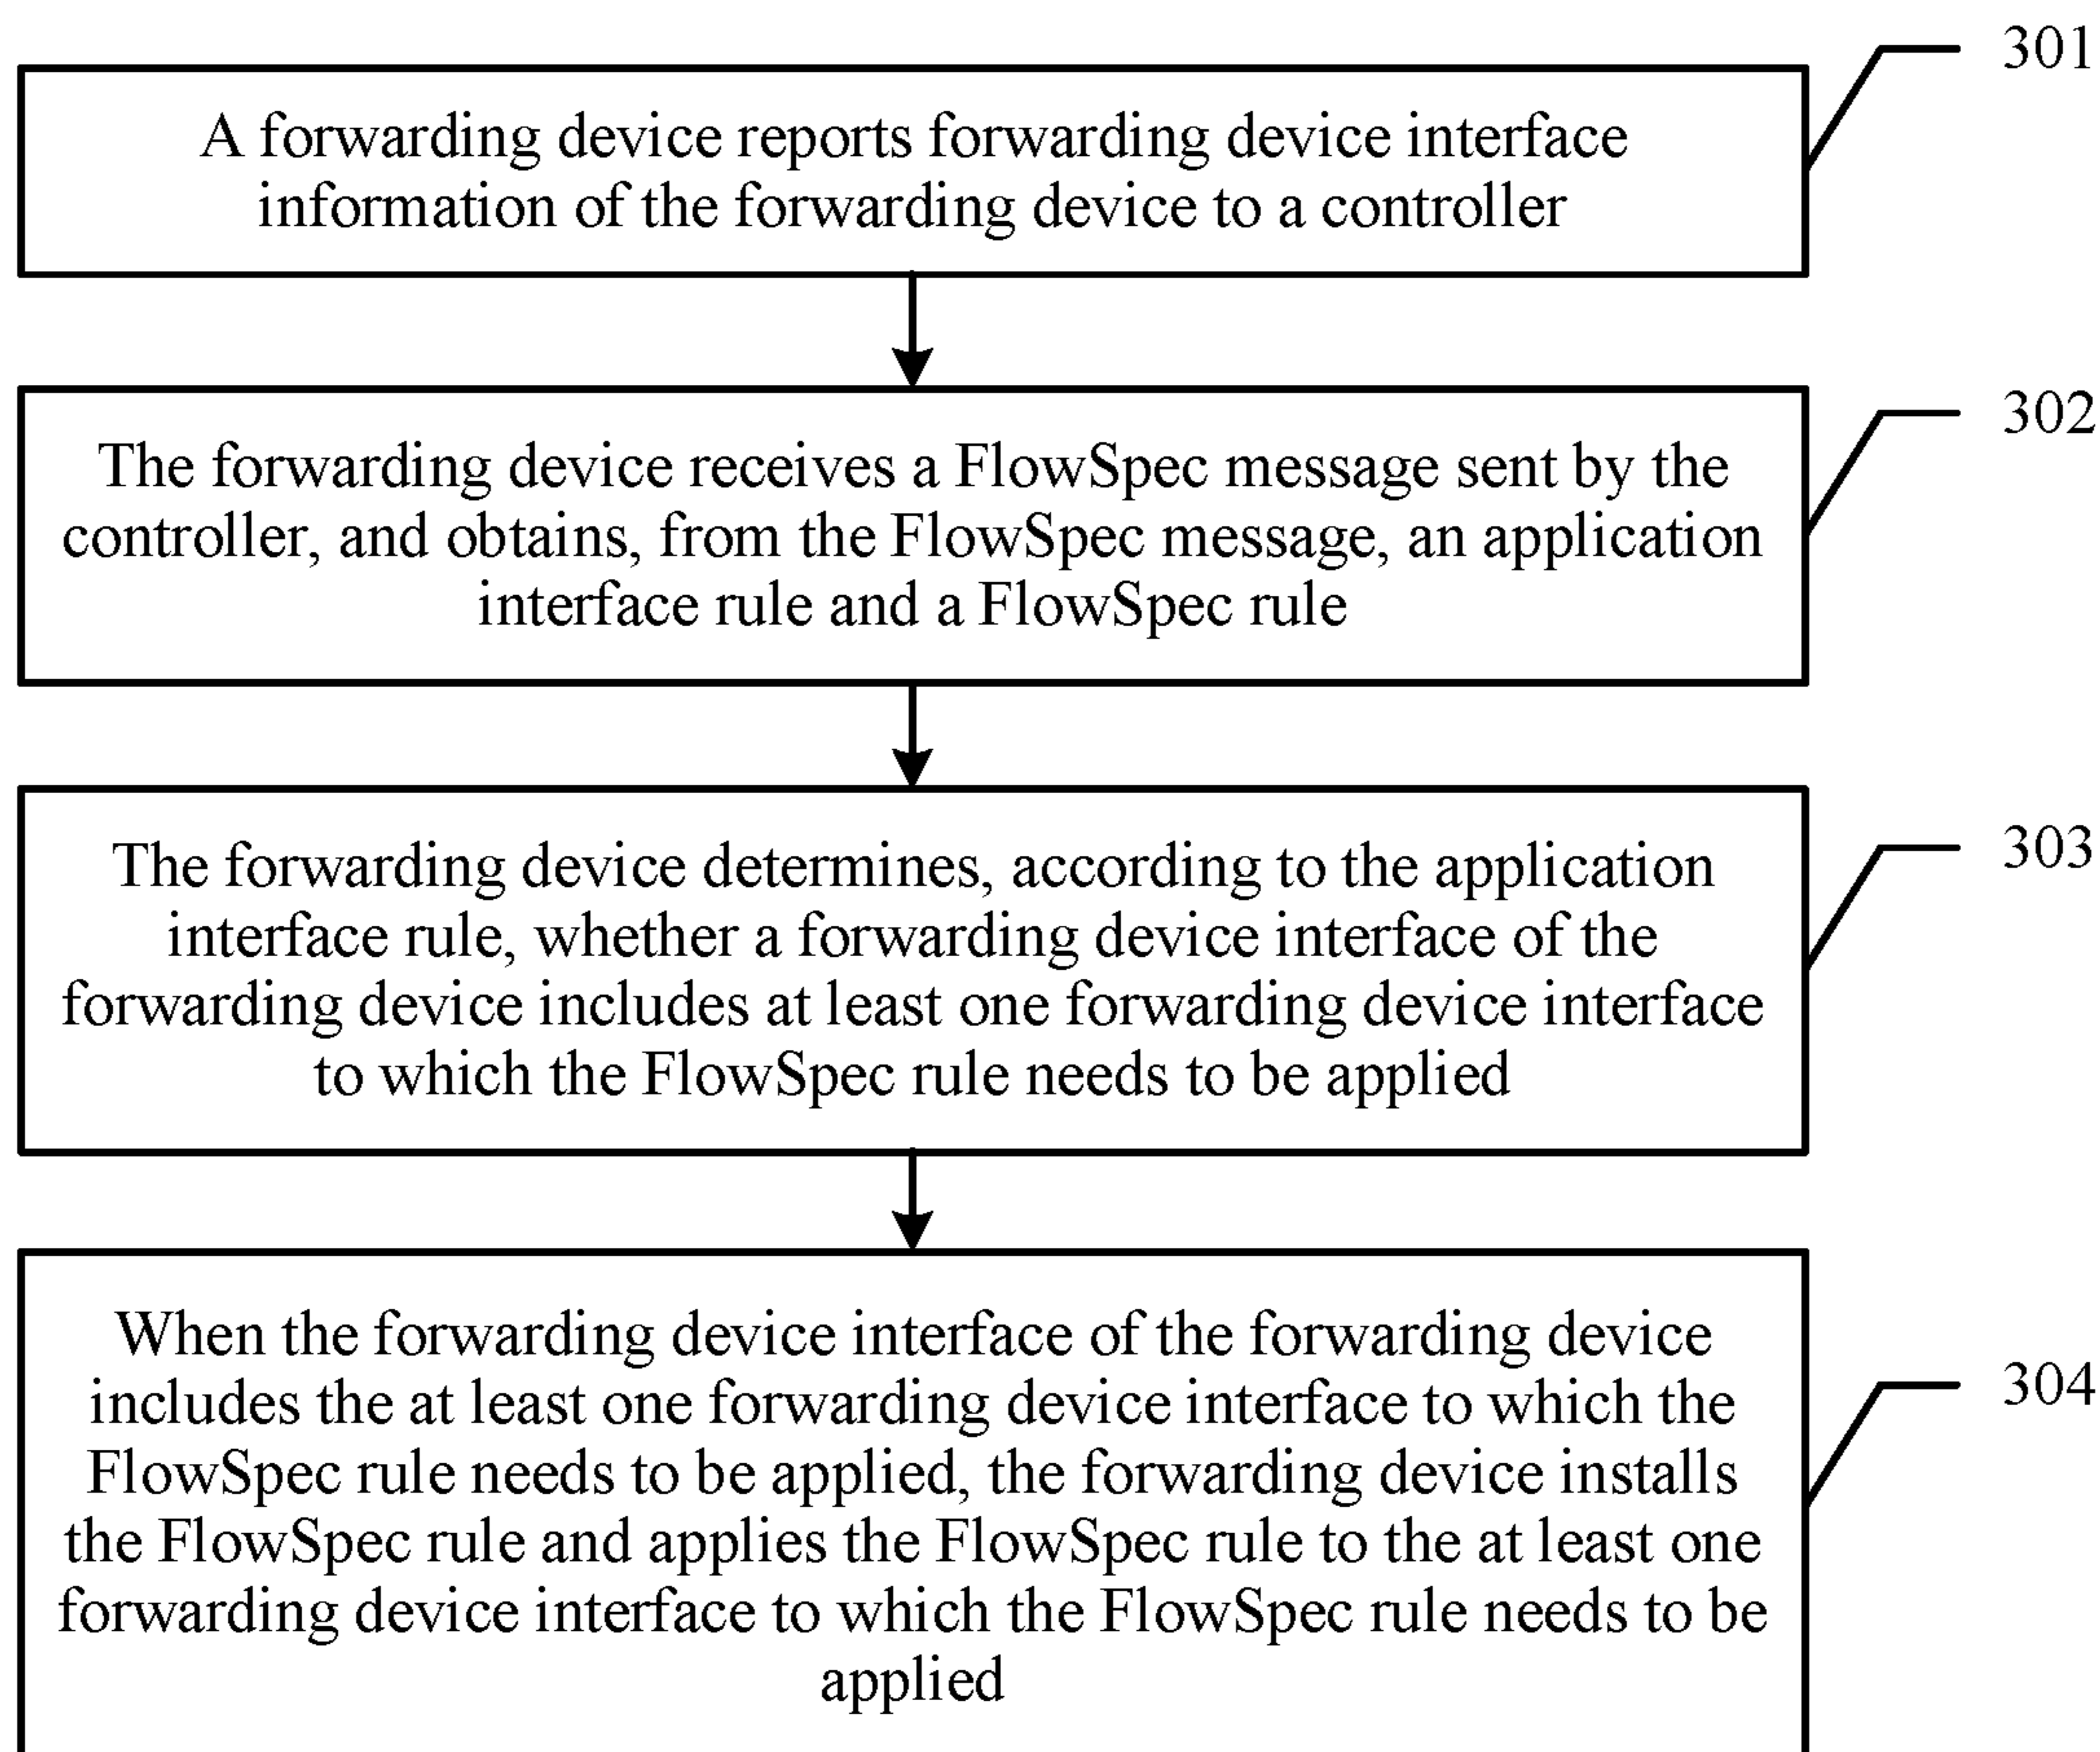 301
A forwarding device reports forwarding device interface
information of the forwarding device to a controller
302
The forwarding device receives a FlowSpec message sent by the
controller, and obtains, from the FlowSpec message, an application
interface rule and a FlowSpec rule
303
The forwarding device determines, according to the application
interface rule, whether a forwarding device interface of the
forwarding device includes at least one forwarding device interface
to which the FlowSpec rule needs to be applied
304
When the forwarding device interface of the forwarding device
includes the at least one forwarding device interface to which the
FlowSpec rule needs to be applied, the forwarding device installs
the FlowSpec rule and applies the FlowSpec rule to the at least one
forwarding device interface to which the FlowSpec rule needs to be
applied